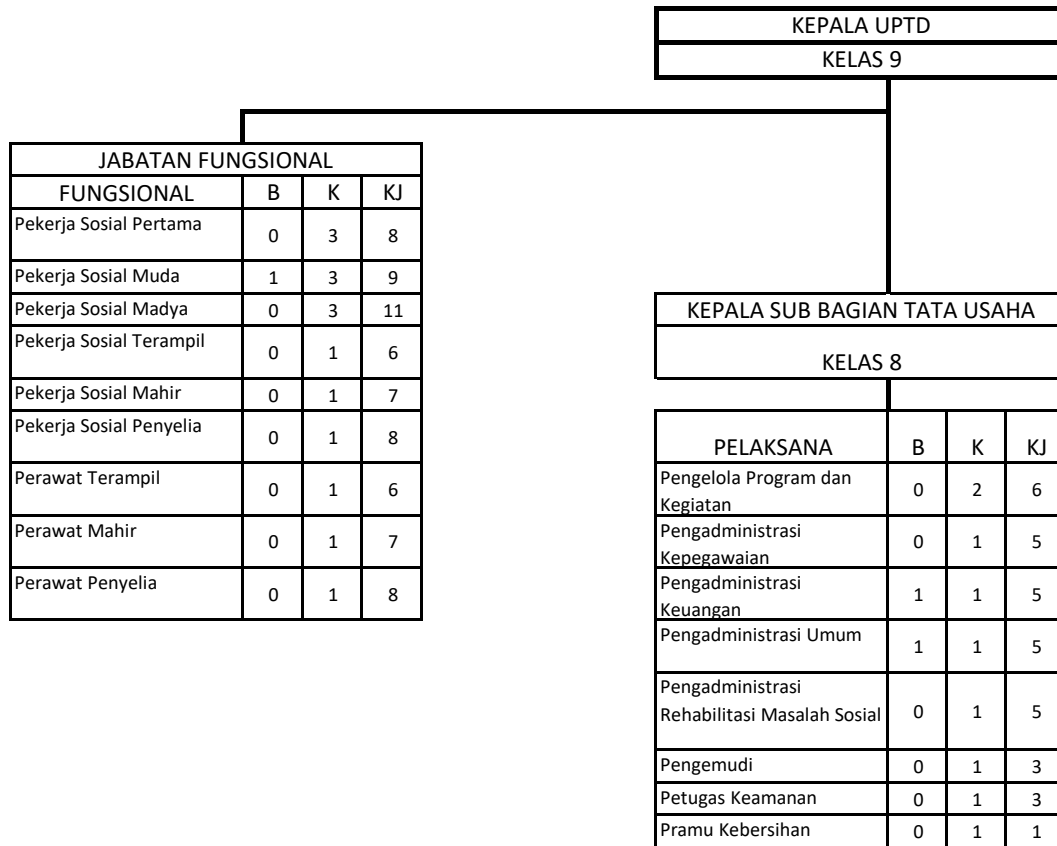 KEPALA UPTD
KELAS 9
JABATAN FUNGSIONAL
FUNGSIONAL B K KJ
Pekerja Sosial Pertama 0 3 8
Pekerja Sosial Muda 1 3 9
Pekerja Sosial Madya 0 3 11
Pekerja Sosial Terampil 0 1 6
Pekerja Sosial Mahir 0 1 7
Pekerja Sosial Penyelia 0 1 8
Perawat Terampil 0 1 6
Perawat Mahir 0 1 7
Perawat Penyelia 0 1 8
KEPALA SUB BAGIAN TATA USAHA
KELAS 8
PELAKSANA B K KJ
Pengelola Program dan
Kegiatan 0 2 6
Pengadministrasi
Kepegawaian 0 1 5
Pengadministrasi
Keuangan 1 1 5
Pengadministrasi Umum 1 1 5
Pengadministrasi
Rehabilitasi Masalah Sosial 0 1 5
Pengemudi 0 1 3
Petugas Keamanan 0 1 3
Pramu Kebersihan 0 1 1